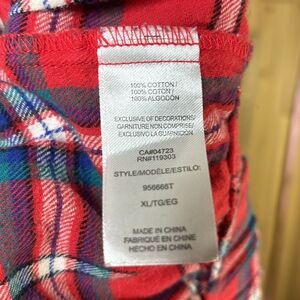 100% COTTON/
100% COTON/
100% ALGODÓN
EXCLUSIVE OF DECORATIONS/
GARNITURE NON COMPRISE/
EXCLUSIVO LA GUARNICIÓN
CA#04723
RN#119303
STYLE/MODÈLE/ESTILO:
956666T
XL/TG/EG
MADE IN CHINA
FABRIQUÉ EN CHINE
HECHO EN CHINA